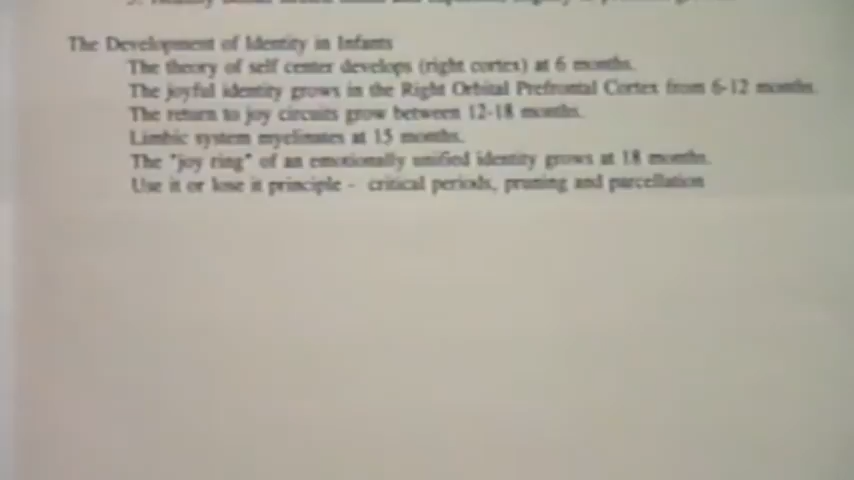 The Development of Identity in Infants
The theory of self center develops (right cortex) at 6 months.
The joyful identity grows in the Right Orbital Prefrontal Cortex from 6-12 months.
The return to joy circuits grow between 12-18 months.
Limbic system myelinates at 15 months.
The "joy ring" of an emotionally unified identity grows at 18 months.
Use it or lose it principle - critical periods, pruning and parcellation